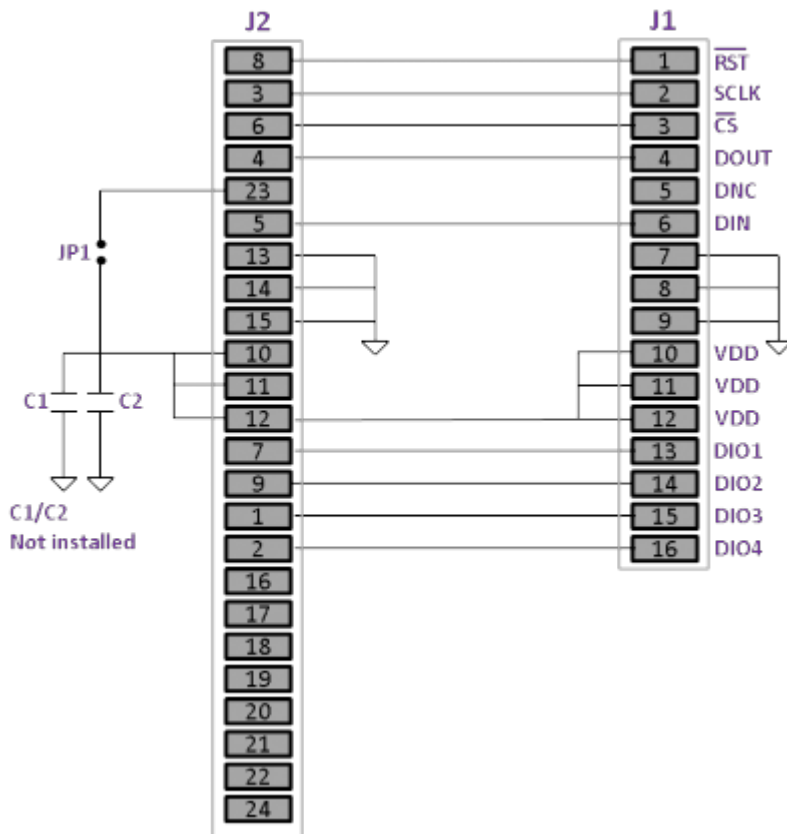 J2 J1
8 1 R̅S̅T̅
3 2 SCLK
6 3 C̅S̅
4 4 DOUT
23 5 DNC
5 6 DIN
JP1 13 7
14 8
15 9
10 10 VDD
C1 C2 11 11 VDD
12 12 VDD
7 13 DIO1
9 14 DIO2
C1/C2
Not installed
1 15 DIO3
2 16 DIO4
16
17
18
19
20
21
22
24